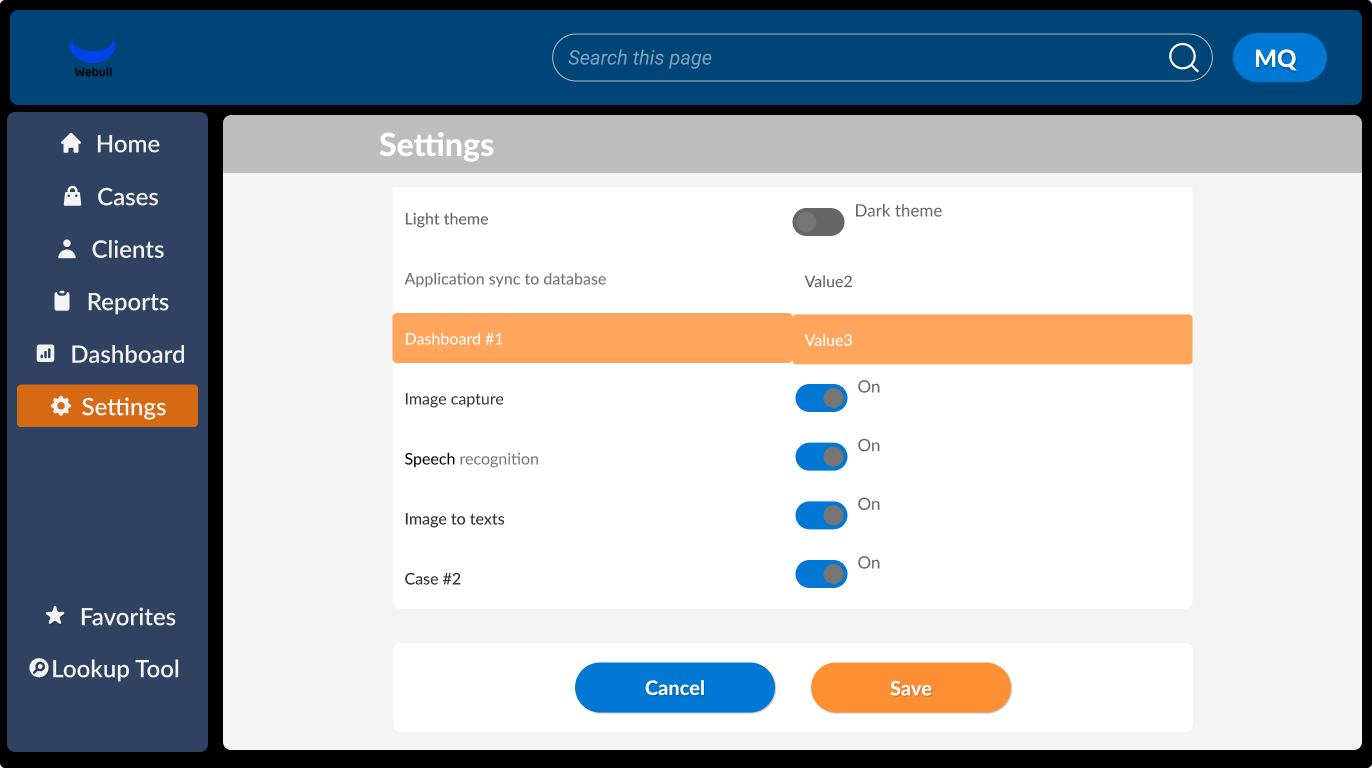 Webull
Search this page
MQ
Home
Cases
Clients
Reports
Dashboard
Settings
Favorites
Lookup Tool
Settings
Light theme
Dark theme
Application sync to database
Value2
Dashboard #1
Value3
Image capture
On
Speech recognition
On
Image to texts
On
Case #2
On
Cancel
Save